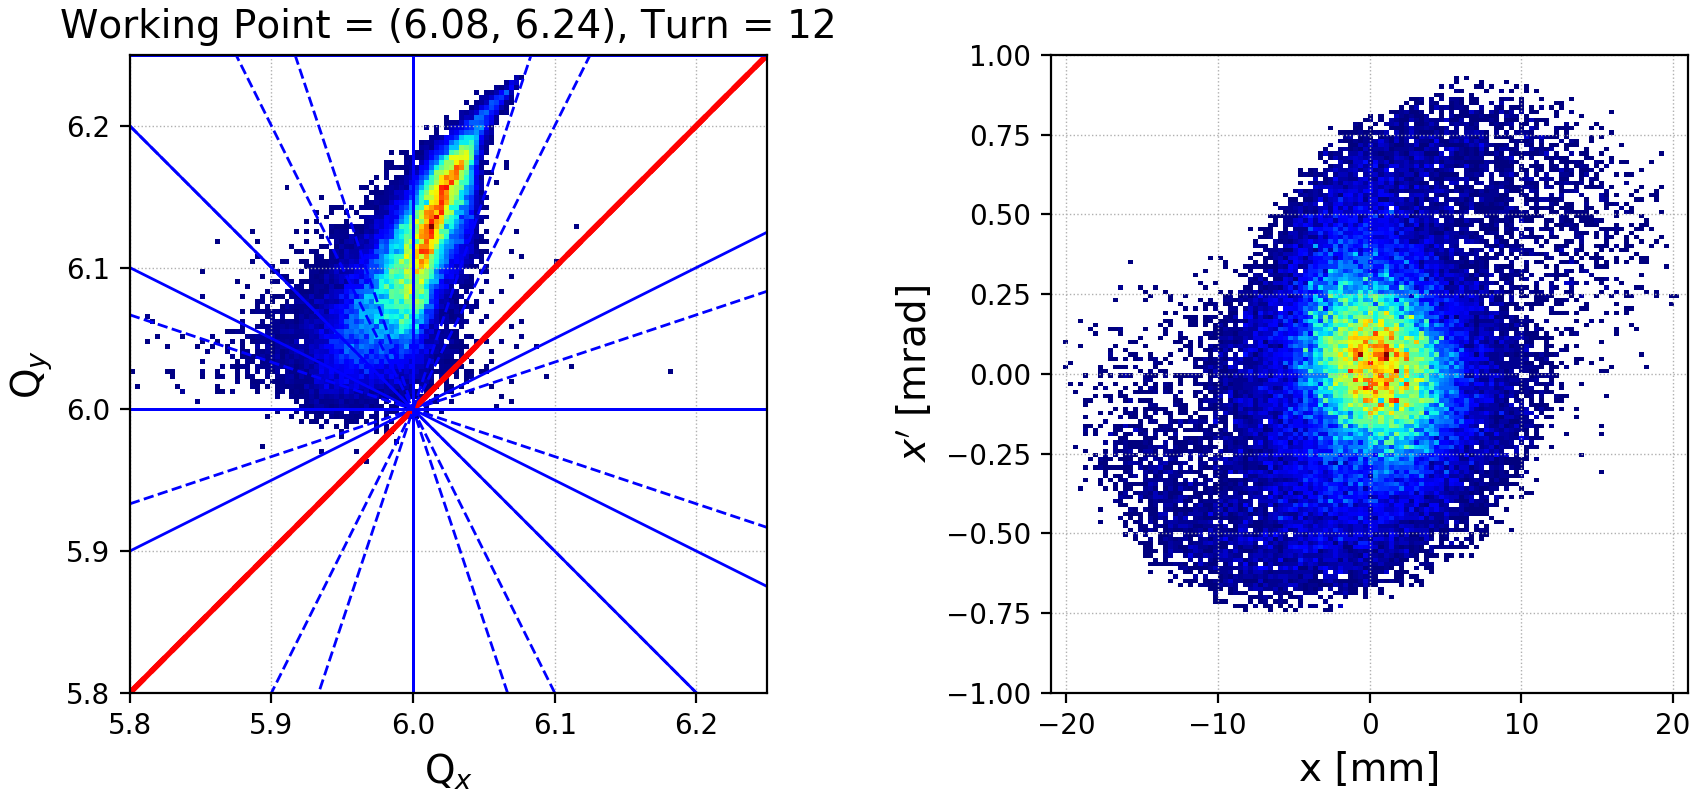 Working Point = (6.08, 6.24), Turn = 12
6.2
6.1
6.0
5.9
5.8
Qy
5.8 5.9 6.0 6.1 6.2
Qx
1.00
0.75
0.50
0.25
0.00
−0.25
−0.50
−0.75
−1.00
x′ [mrad]
−20 −10 0 10 20
x [mm]